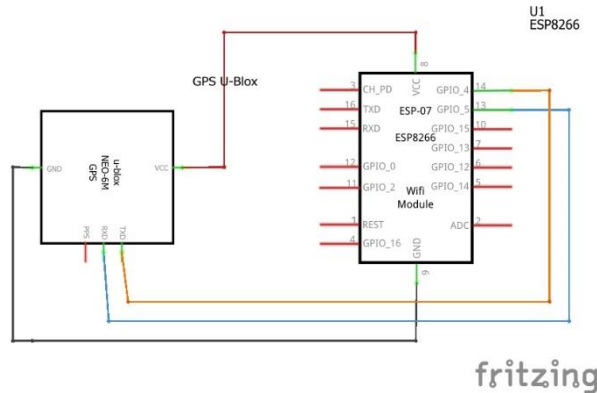 U1
ESP8266
GPS U-Blox
u-blox
NEO-6M
GPS
GND
VCC
PPS
RXD
TXD
8
VCC
3 CH_PD
16 TXD
15 RXD
12 GPIO_0
11 GPIO_2
1 REST
4 GPIO_16
ESP-07
ESP8266
Wifi
Module
GPIO_4 14
GPIO_5 13
GPIO_15 10
GPIO_13 7
GPIO_12 6
GPIO_14 5
ADC 2
GND
9
fritzing